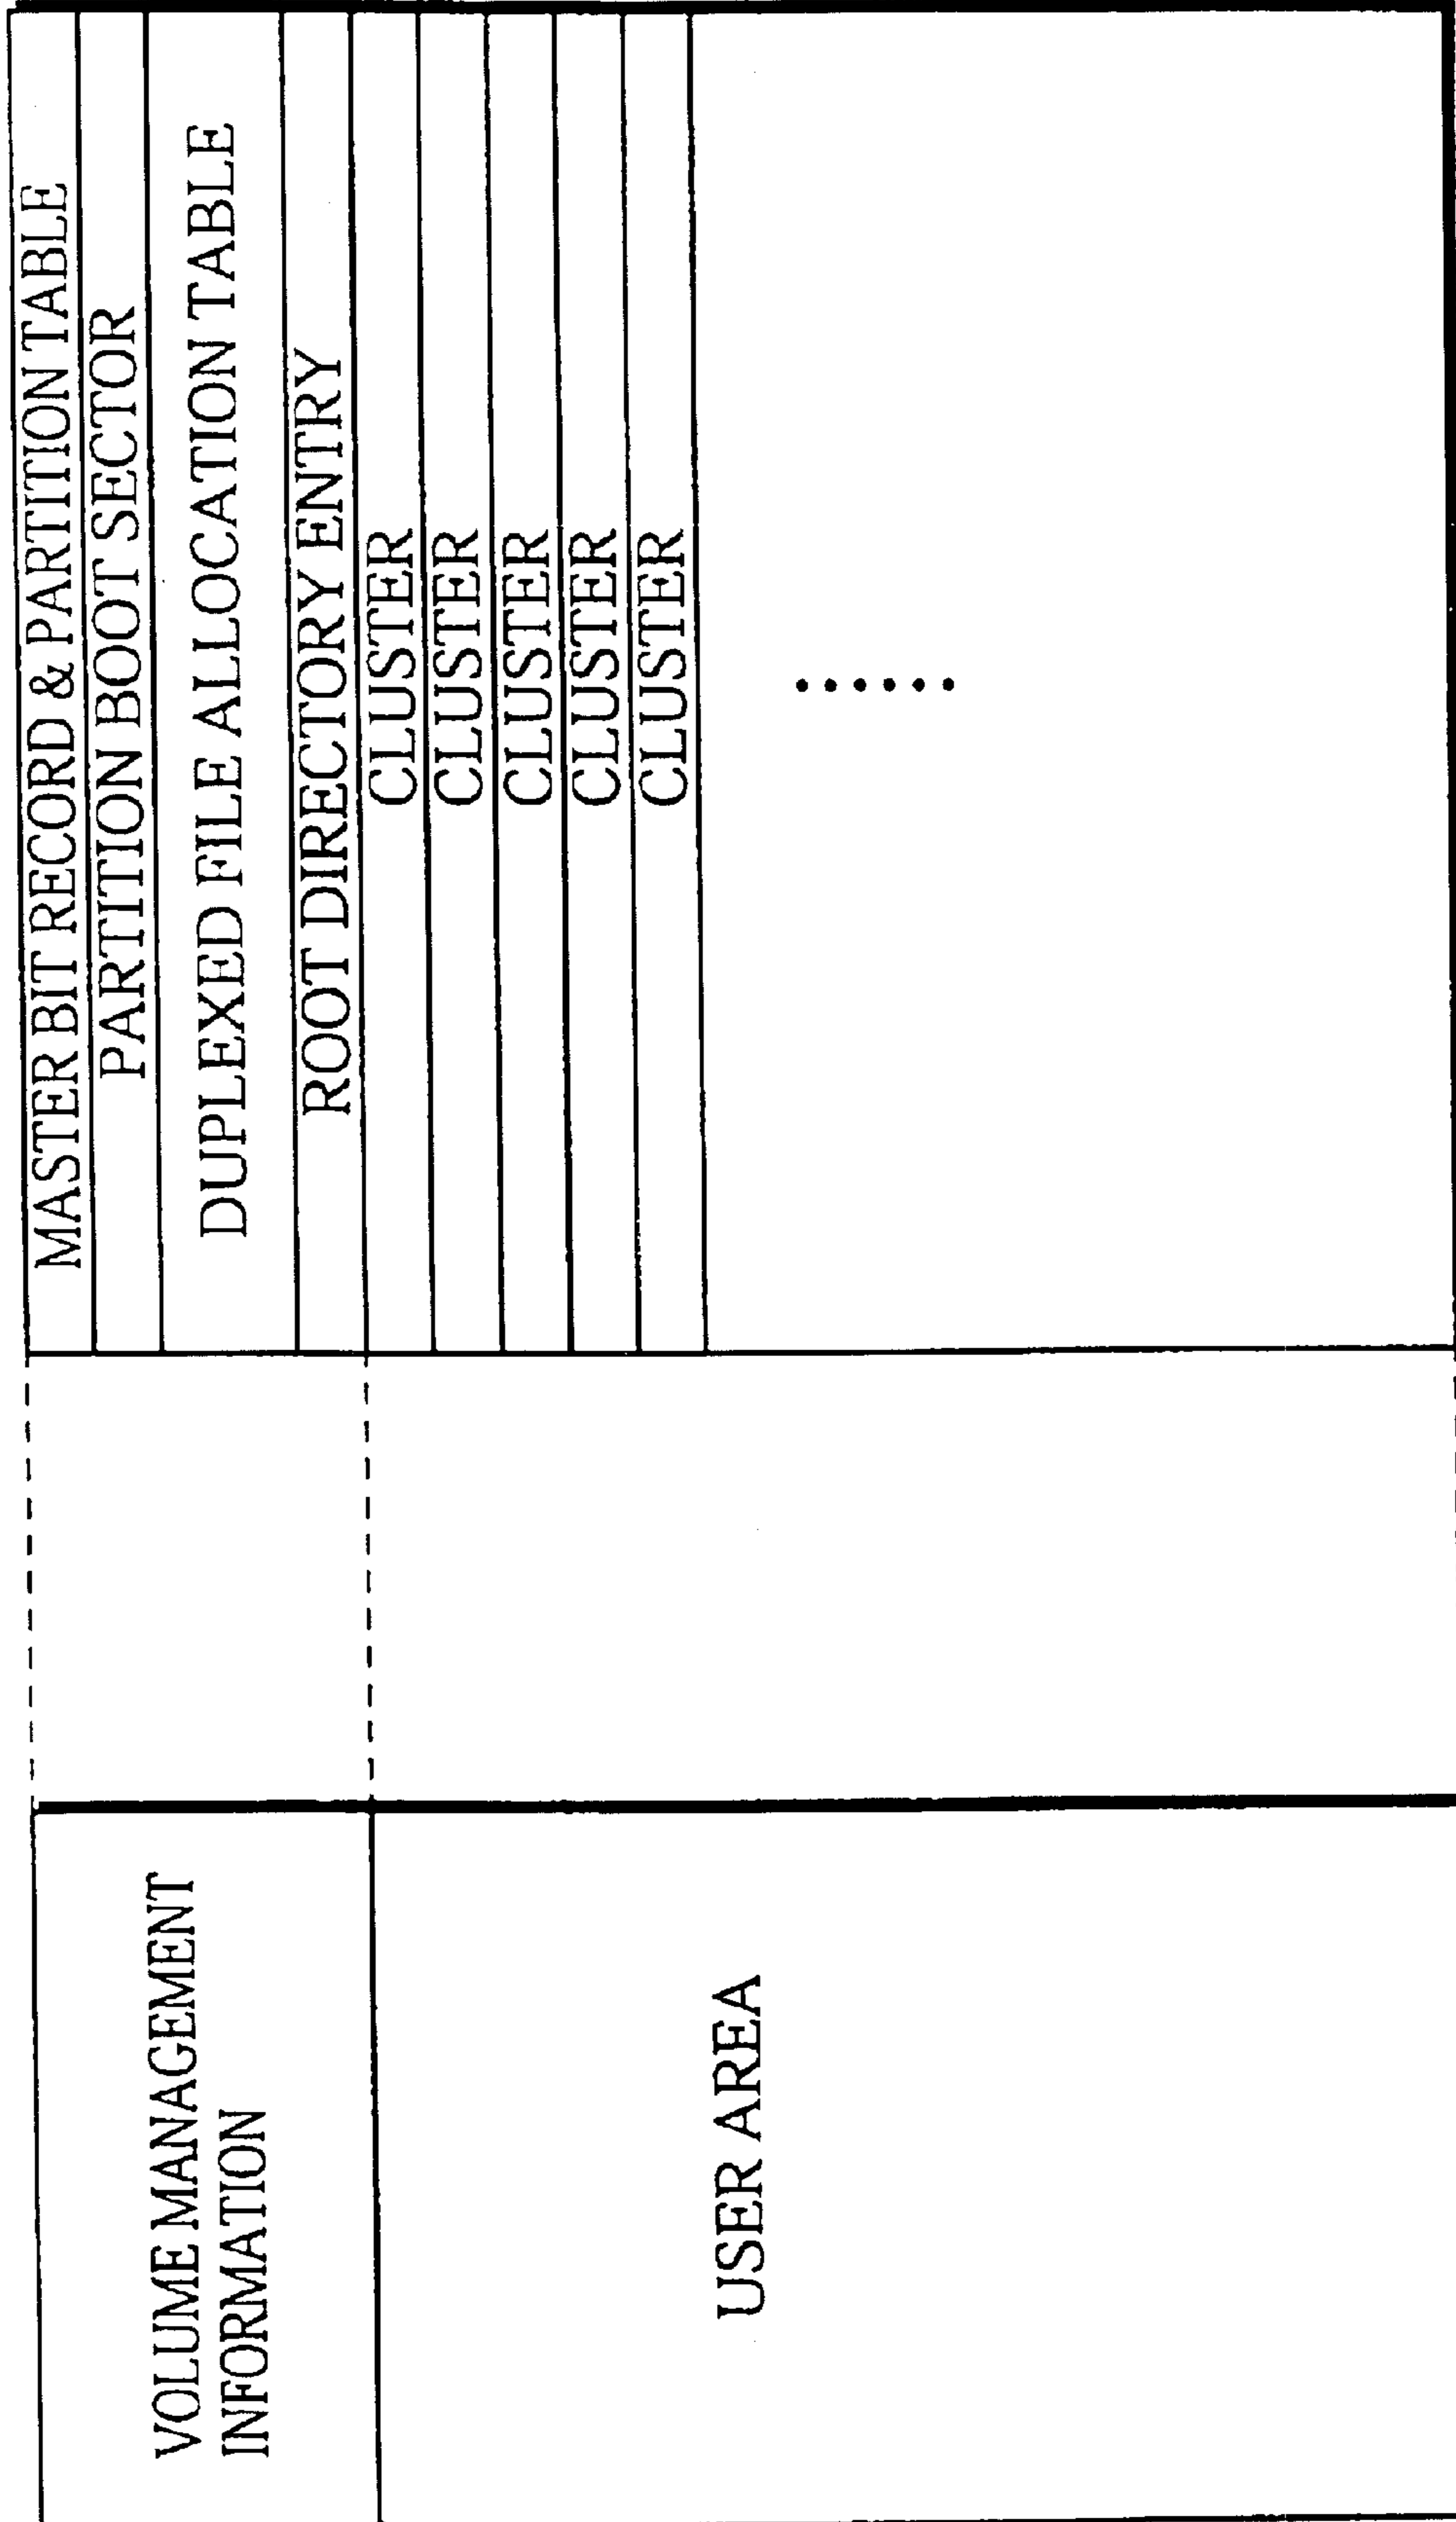 VOLUME MANAGEMENT
INFORMATION
USER AREA
MASTER BIT RECORD & PARTITION TABLE
PARTITION BOOT SECTOR
DUPLEXED FILE ALLOCATION TABLE
ROOT DIRECTORY ENTRY
CLUSTER
CLUSTER
CLUSTER
CLUSTER
CLUSTER
......